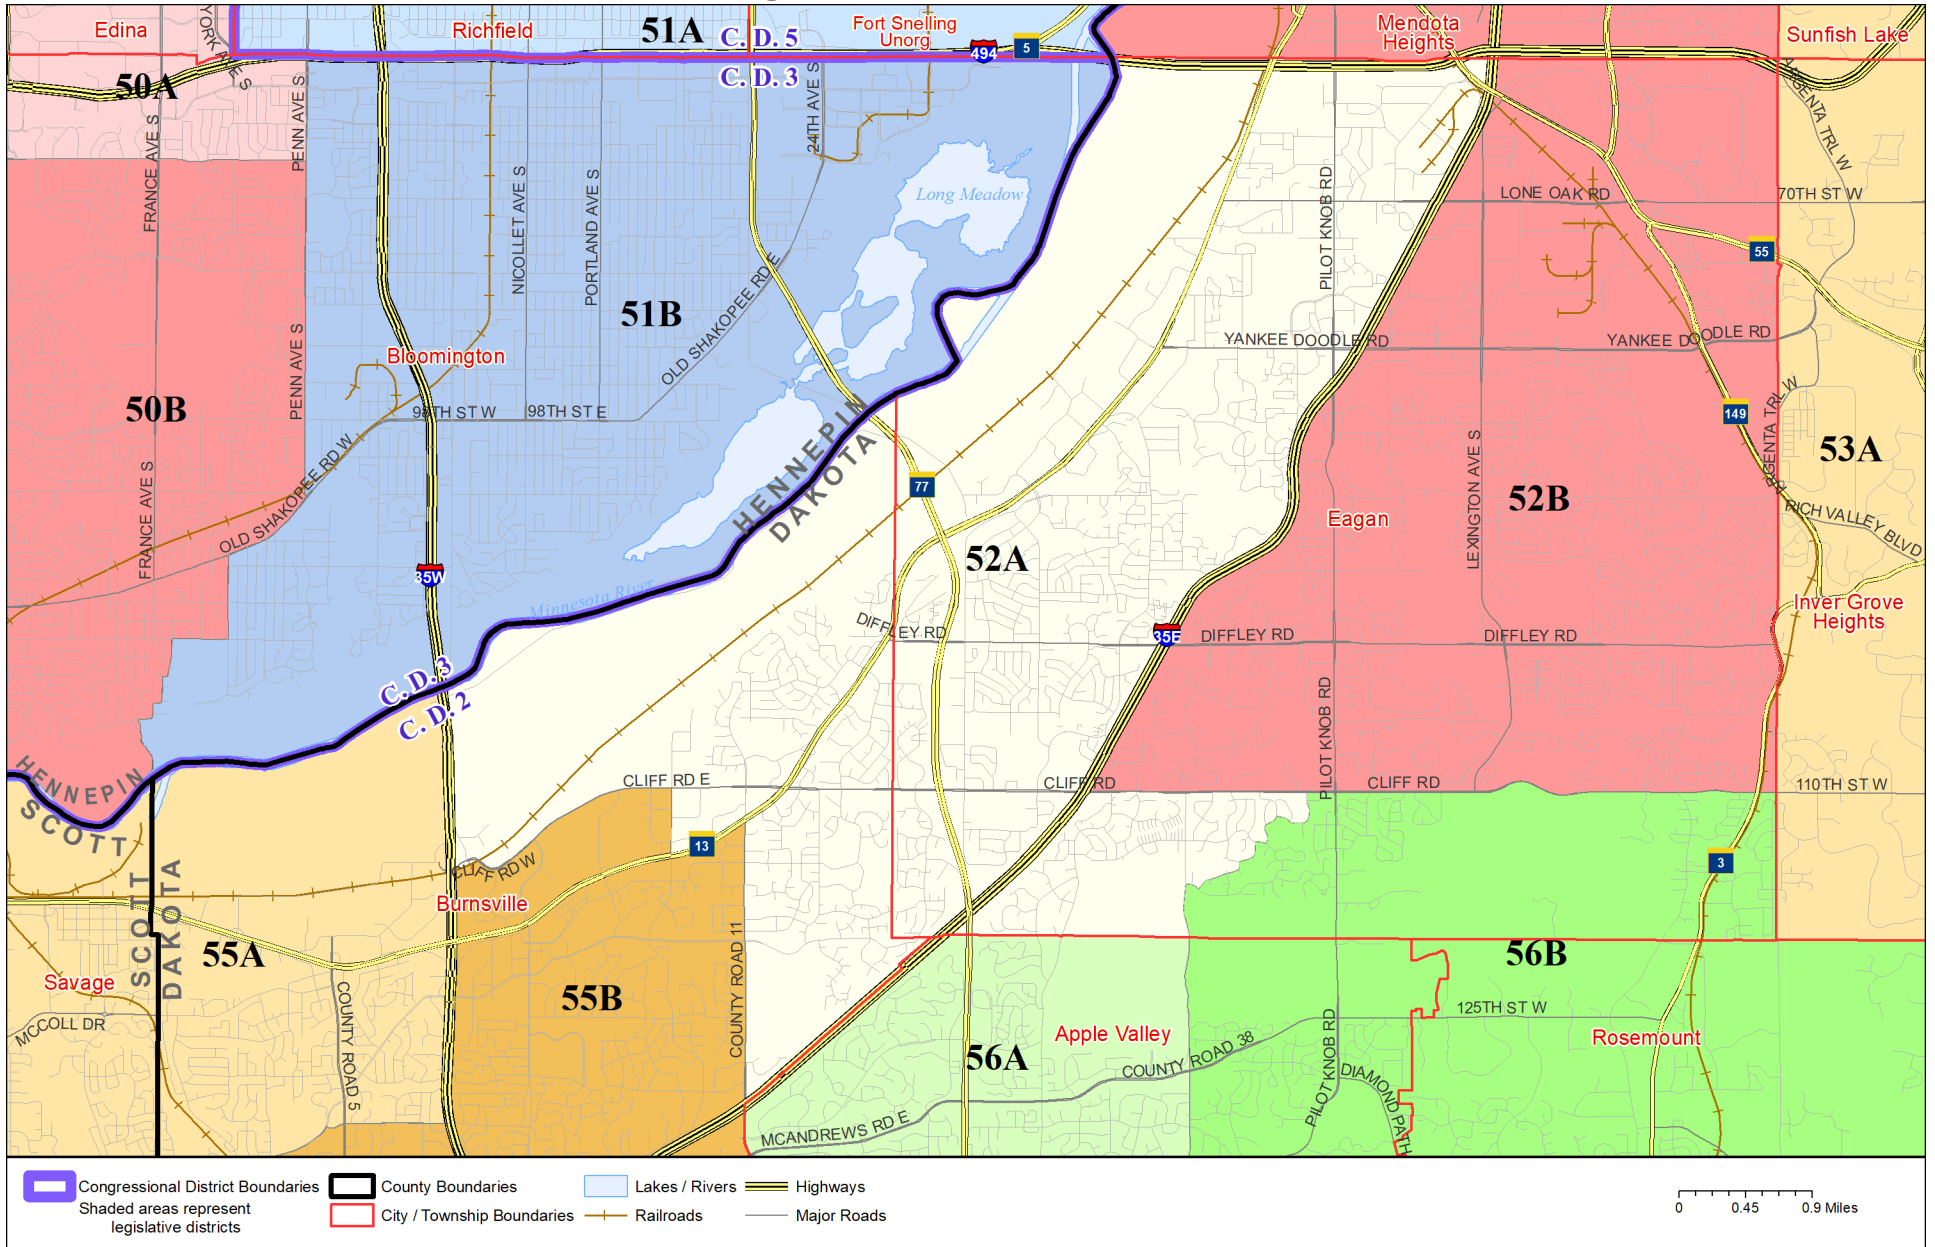 Edina
YORK AVE S
Richfield
51A
C. D. 5
Fort Snelling
Unorg.
494
5
Mendota
Heights
Sunfish Lake
50A
C. D. 3
FRANCE AVE S
PENN AVE S
24TH AVE S
ARGENTA TRL W
Long Meadow
NICOLLET AVE S
PORTLAND AVE S
PILOT KNOB RD
LONE OAK RD
70TH ST W
55
OLD SHAKOPEE RD E
51B
Bloomington
YANKEE DOODLE RD
YANKEE DOODLE RD
50B
PENN AVE S
98TH ST W
98TH ST E
HENNEPIN
DAKOTA
149
ARGENTA TRL W
53A
77
FRANCE AVE S
OLD SHAKOPEE RD W
LEXINGTON AVE S
52B
Eagan
RICH VALLEY BLVD
52A
35W
Minnesota River
DIFFLEY RD
35E
DIFFLEY RD
DIFFLEY RD
Inver Grove
Heights
C. D. 3
C. D. 2
PILOT KNOB RD
HENNEPIN
SCOTT
CLIFF RD E
CLIFF RD
CLIFF RD
110TH ST W
13
3
CLIFF RD W
Burnsville
SCOTT
DAKOTA
55A
COUNTY ROAD 11
56B
Savage
55B
MCCOLL DR
COUNTY ROAD 5
125TH ST W
Apple Valley
Rosemount
56A
COUNTY ROAD 38
PILOT KNOB RD
DIAMOND PATH
MCANDREWS RD E
Congressional District Boundaries
Shaded areas represent
legislative districts
County Boundaries
City / Township Boundaries
Lakes / Rivers
Railroads
Highways
Major Roads
0 0.45 0.9 Miles